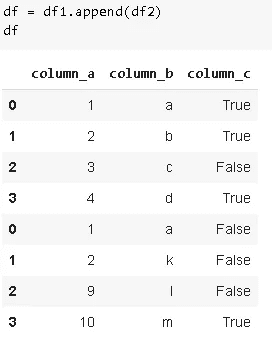 df = df1.append(df2)
df
column_a column_b column_c
0 1 a True
1 2 b True
2 3 c False
3 4 d True
0 1 a False
1 2 k False
2 9 l False
3 10 m True